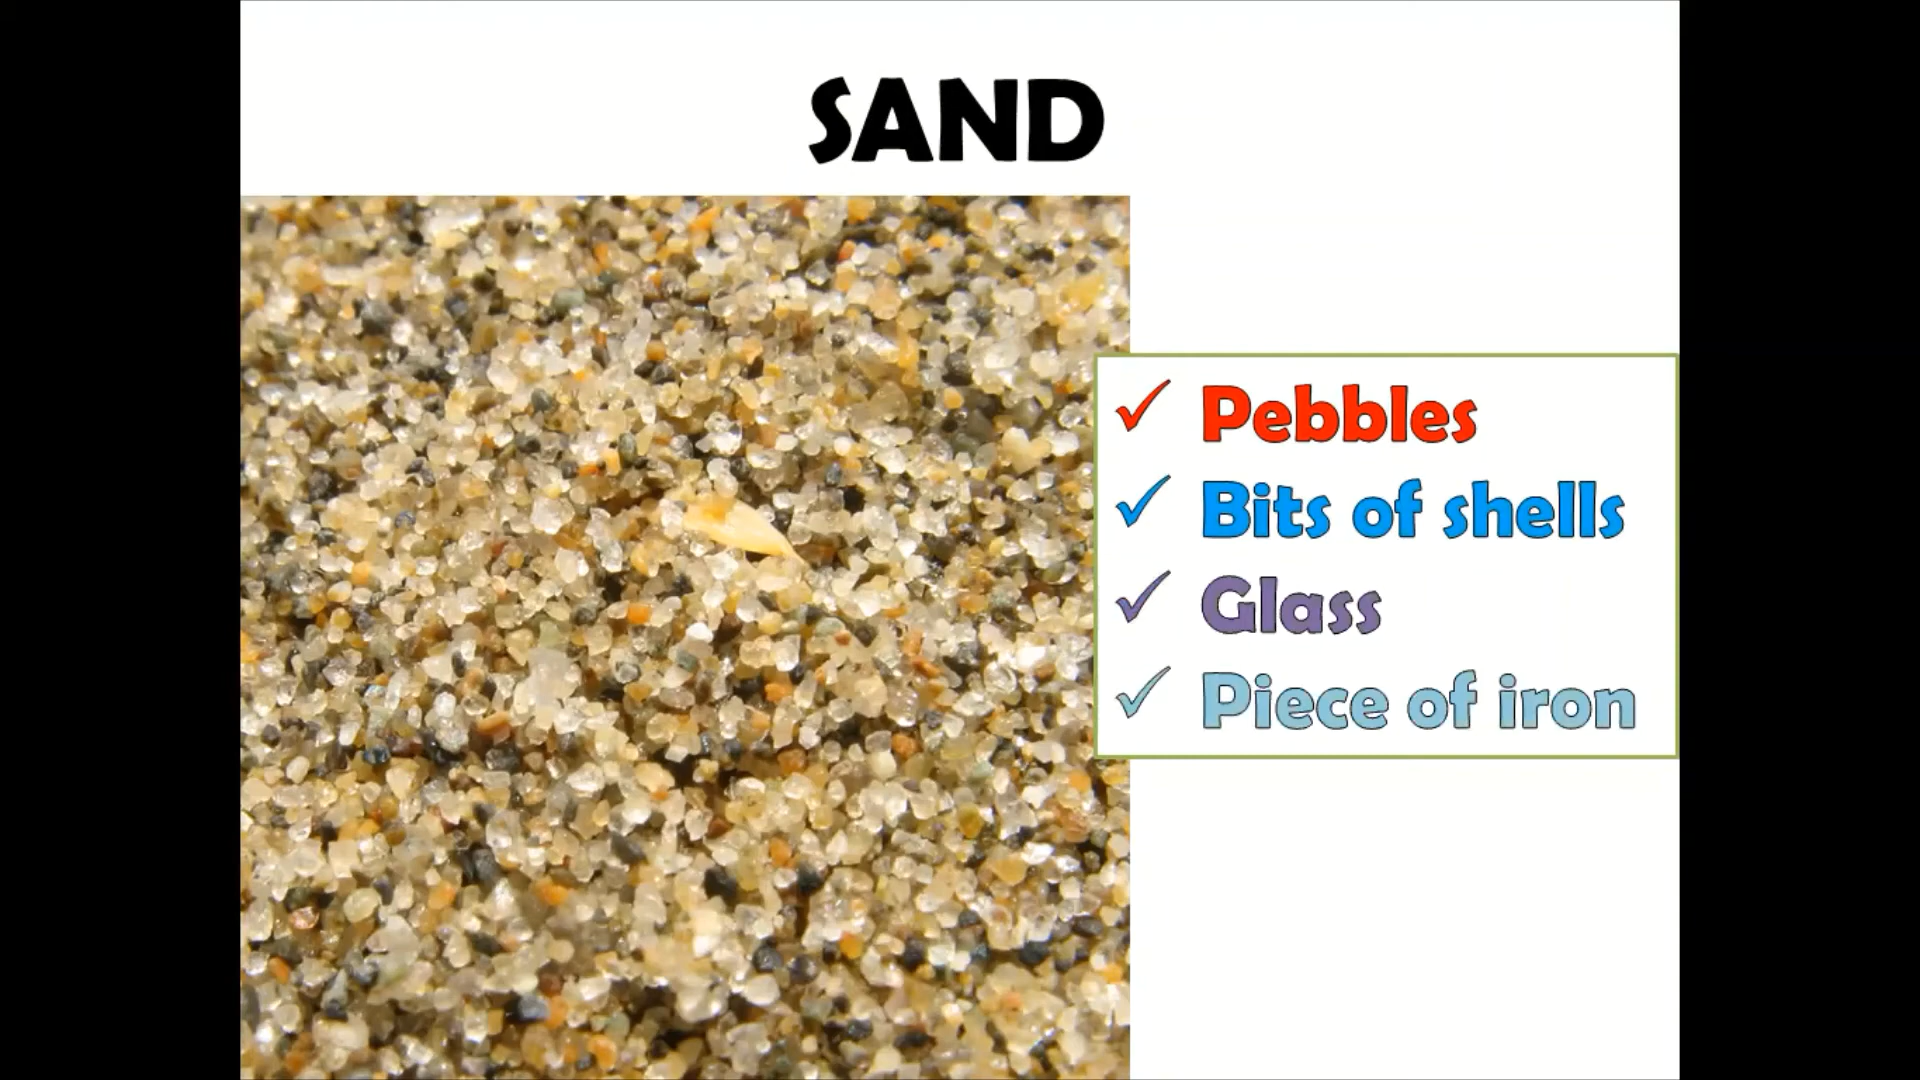 SAND
✓ Pebbles
✓ Bits of shells
✓ Glass
✓ Piece of iron